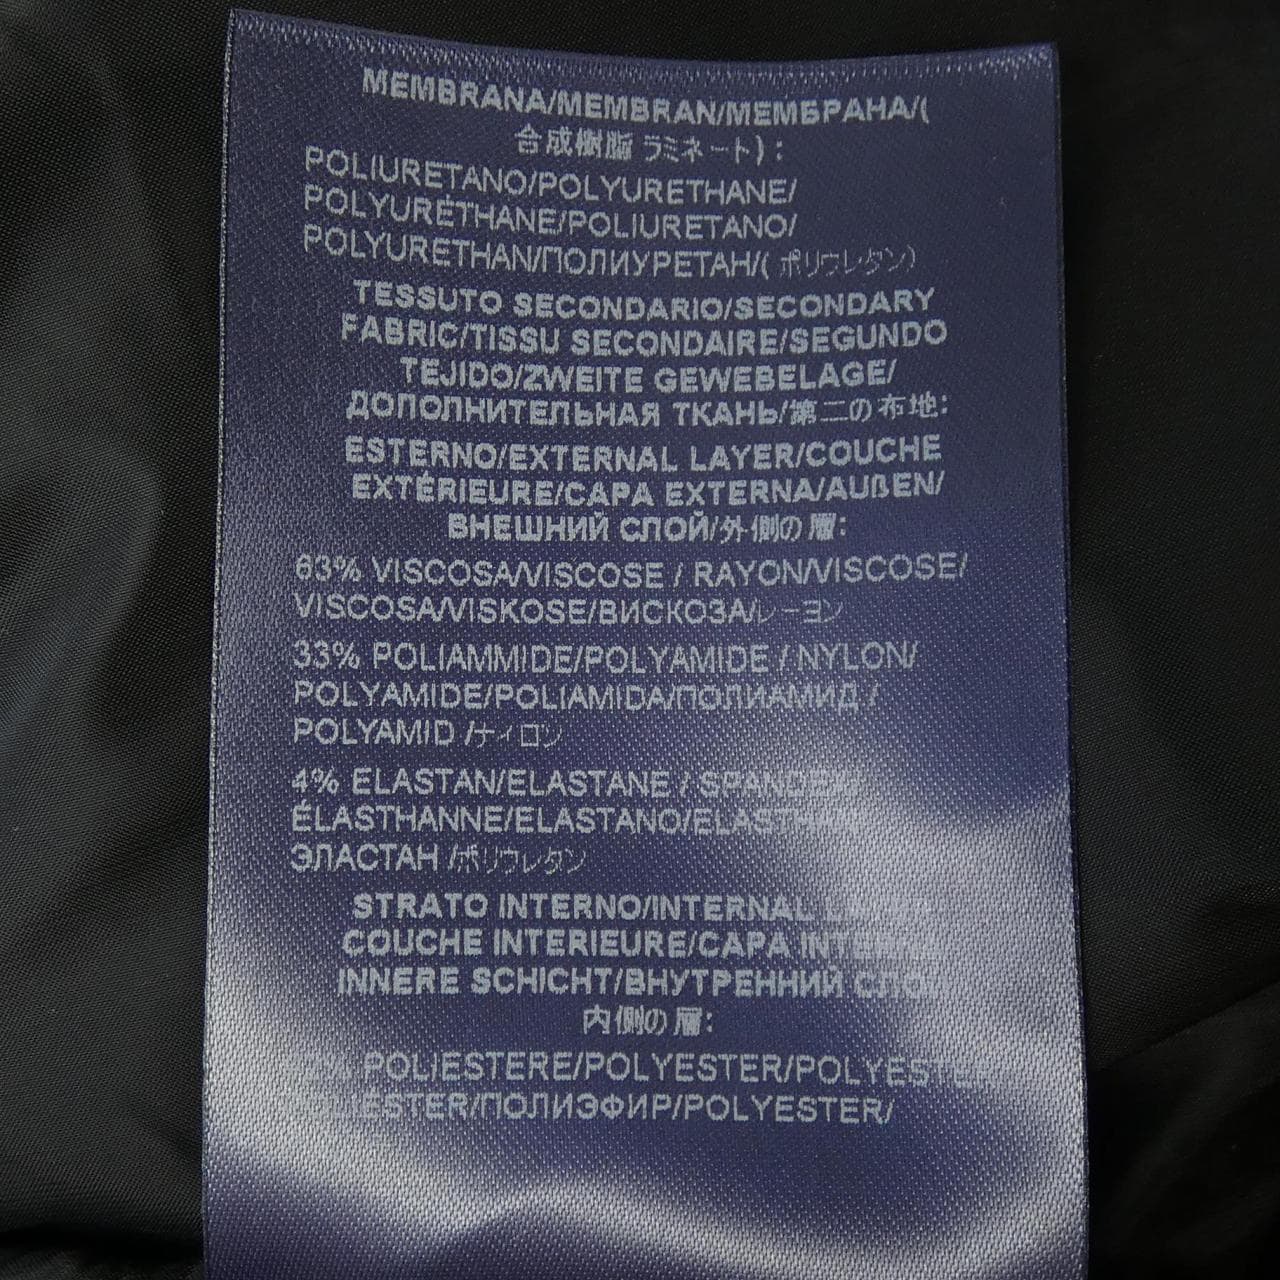 MEMBRANA/MEMBRAN/МЕМБРАНА/(
合成樹脂 ラミネート):
POLIURETANO/POLYURETHANE/
POLYURÉTHANE/POLIURETANO/
POLYURETHAN/ПОЛИУРЕТАН/( ポリウレタン)
TESSUTO SECONDARIO/SECONDARY
FABRIC/TISSU SECONDAIRE/SEGUNDO
TEJIDO/ZWEITE GEWEBELAGE/
ДОПОЛНИТЕЛЬНАЯ ТКАНЬ/第二の布地:
ESTERNO/EXTERNAL LAYER/COUCHE
EXTÉRIEURE/CAPA EXTERNA/AUßEN/
ВНЕШНИЙ СЛОЙ/外側の層:
63% VISCOSA/VISCOSE / RAYON/VISCOSE/
VISCOSA/VISKOSE/ВИСКОЗА/レーヨン
33% POLIAMMIDE/POLYAMIDE / NYLON/
POLYAMIDE/POLIAMIDA/ПОЛИАМИД /
POLYAMID /ナイロン
4% ELASTAN/ELASTANE / SPANDEX/
ÉLASTHANNE/ELASTANO/
ЭЛАСТАН /ポリウレタン
STRATO INTERNO/INTERNAL
COUCHE INTERIEURE/CAPA
INNERE SCHICHT/ВНУТРЕННИЙ СЛОЙ
内側の層:
POLIESTERE/POLYESTER/POLYESTER
ПОЛИЭФИР/POLYESTER/